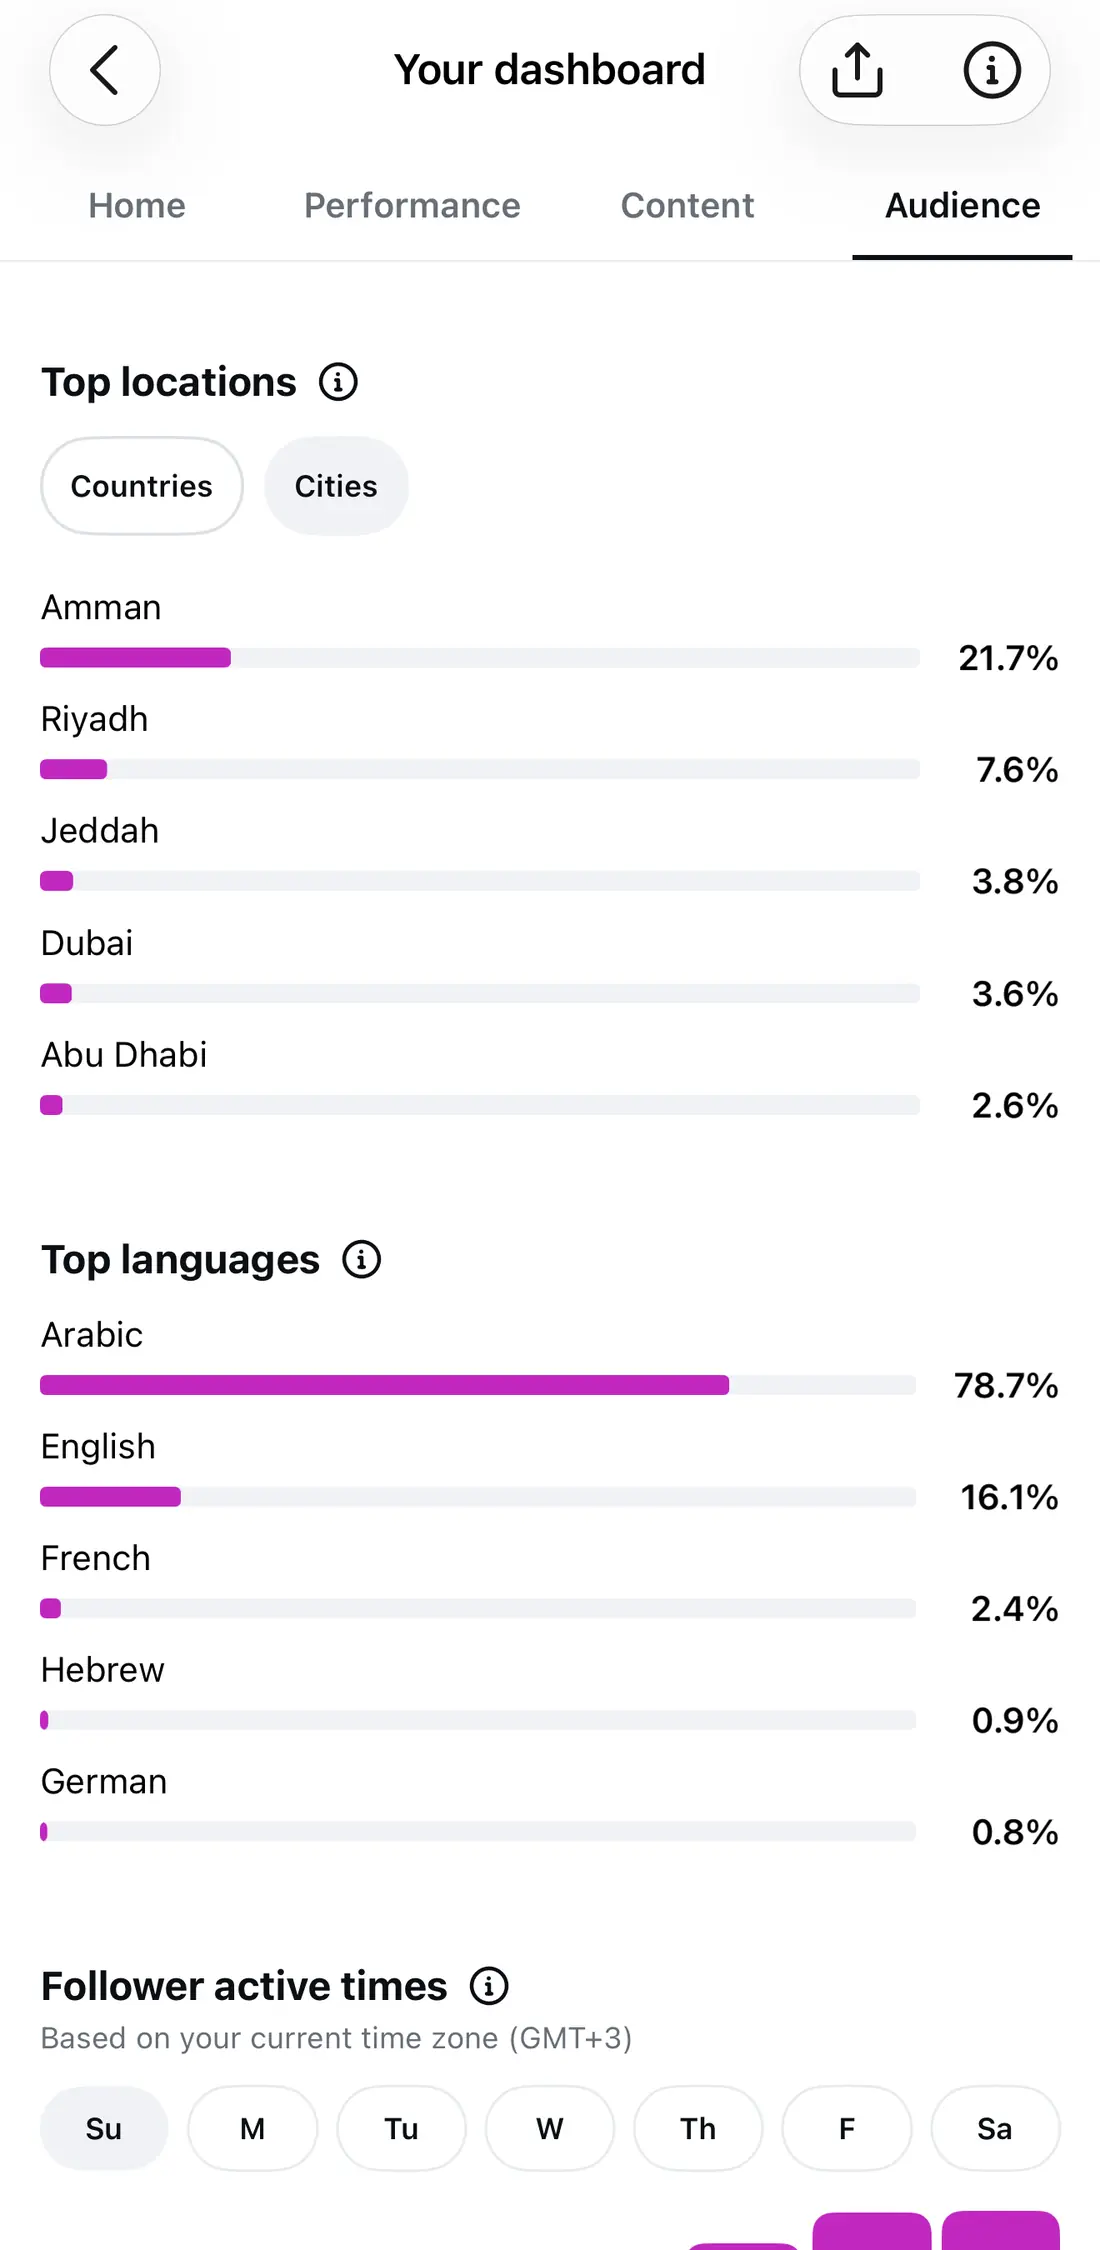 Your dashboard
Home Performance Content Audience
Top locations
Countries Cities
Amman
21.7%
Riyadh
7.6%
Jeddah
3.8%
Dubai
3.6%
Abu Dhabi
2.6%
Top languages
Arabic
78.7%
English
16.1%
French
2.4%
Hebrew
0.9%
German
0.8%
Follower active times
Based on your current time zone (GMT+3)
Su M Tu W Th F Sa